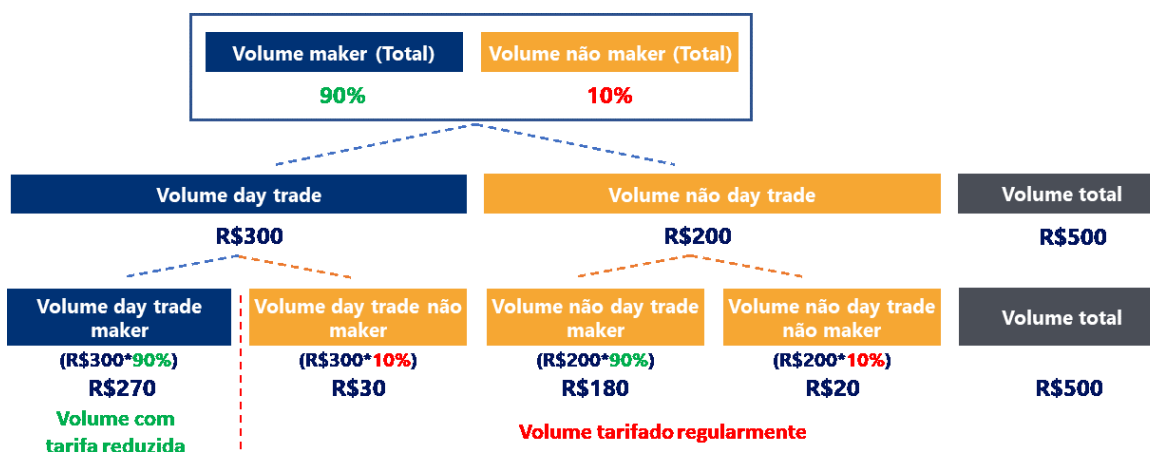 Volume maker (Total)
Volume não maker (Total)
90%
10%
Volume day trade
Volume não day trade
Volume total
R$300
R$200
R$500
Volume day trade
maker
Volume day trade não
maker
Volume não day trade
maker
Volume não day trade
não maker
Volume total
(R$300*90%)
(R$300*10%)
(R$200*90%)
(R$200*10%)
R$270
R$30
R$180
R$20
R$500
Volume com
tarifa reduzida
Volume tarifado regularmente